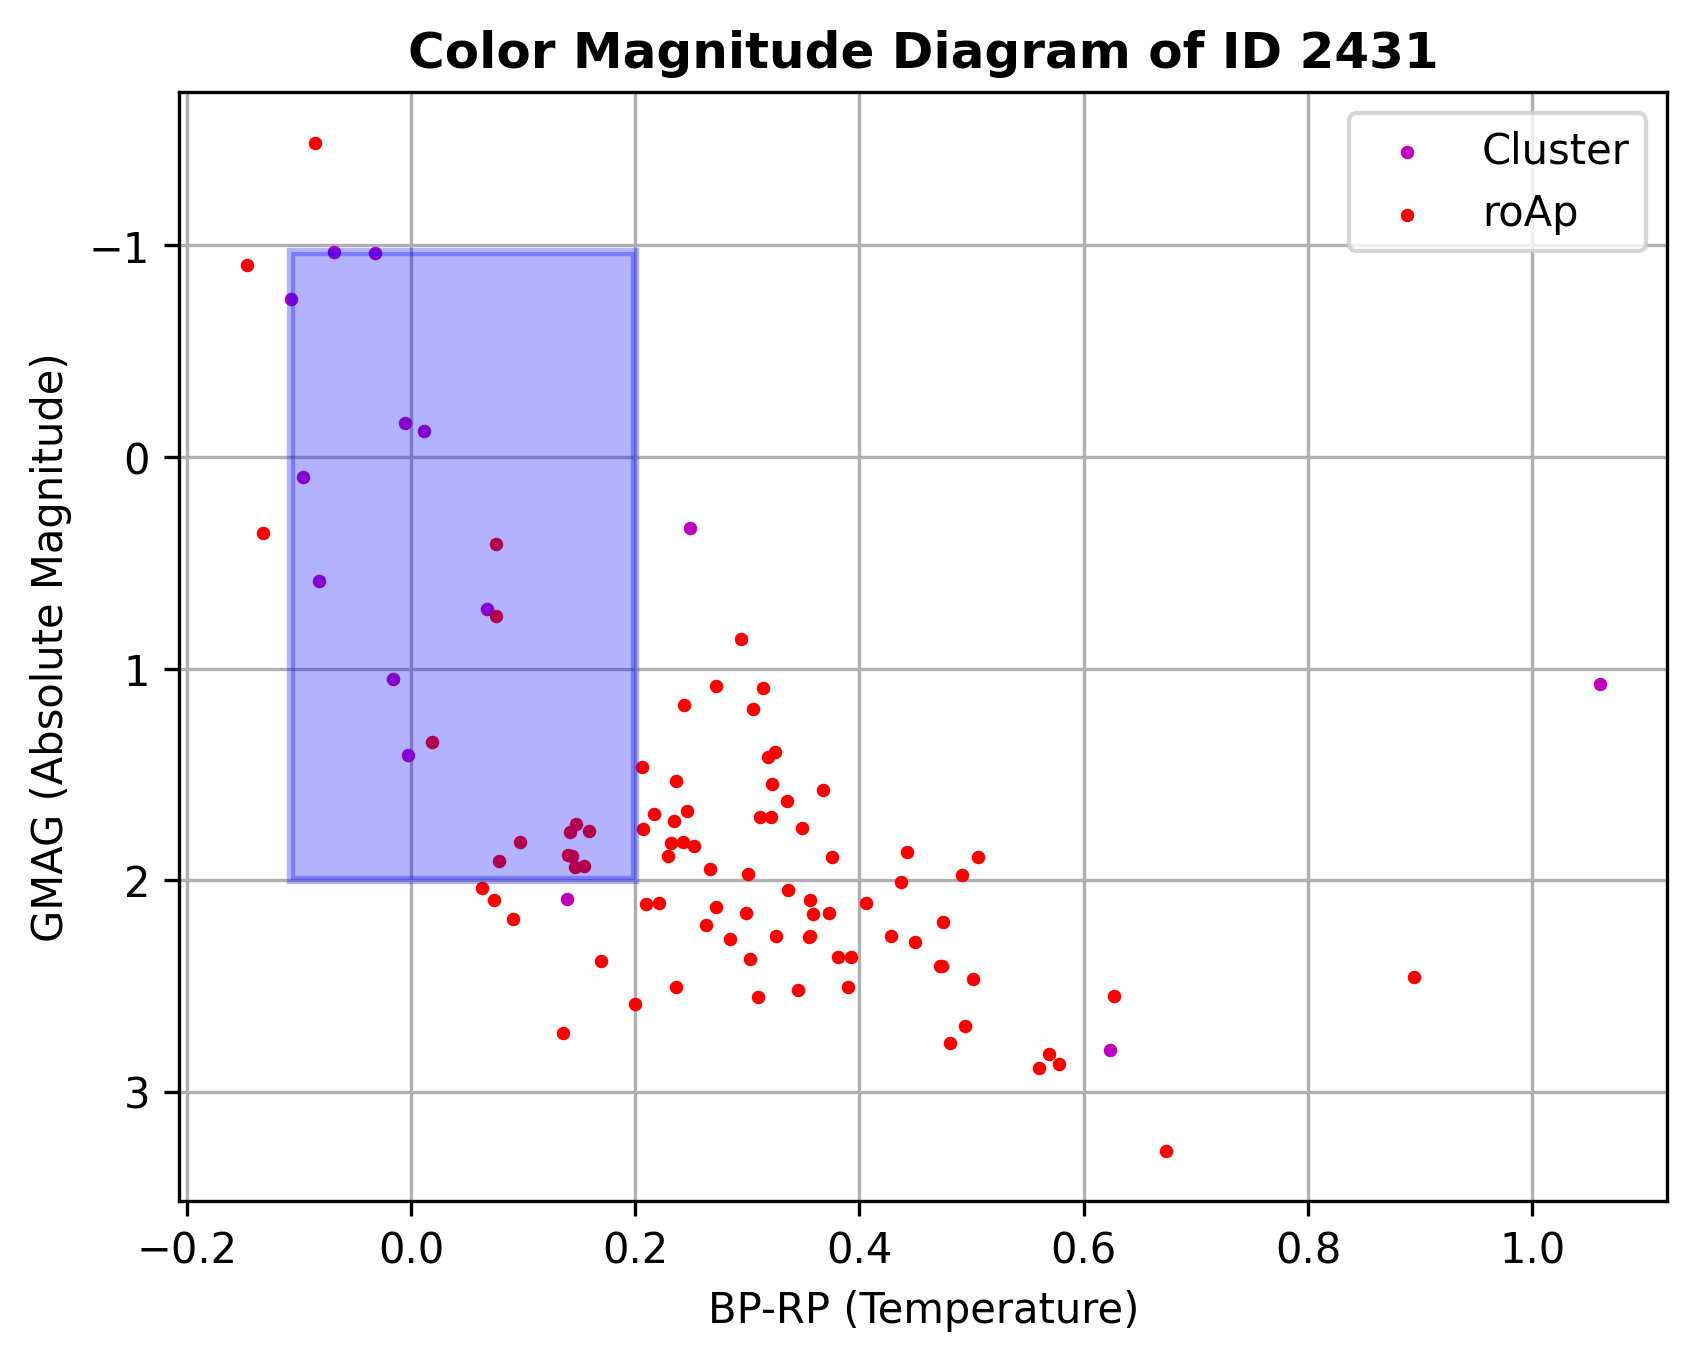 Color Magnitude Diagram of ID 2431
Cluster
roAp
GMAG (Absolute Magnitude)
−1
0
1
2
3
−0.2 0.0 0.2 0.4 0.6 0.8 1.0
BP-RP (Temperature)